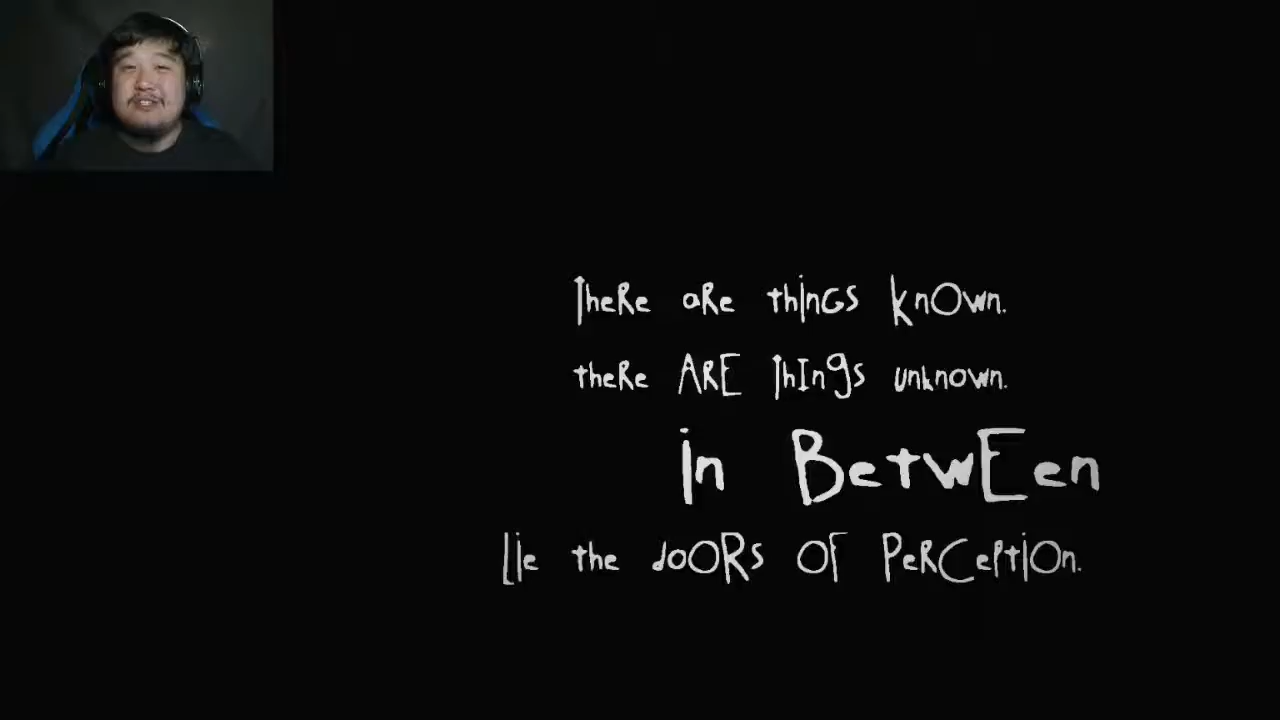 TheRe aRe thinGs knOwn.
theRe ARE ThIngs unknown.
in BetwEen
Lie the doORs OF PeRCeption.